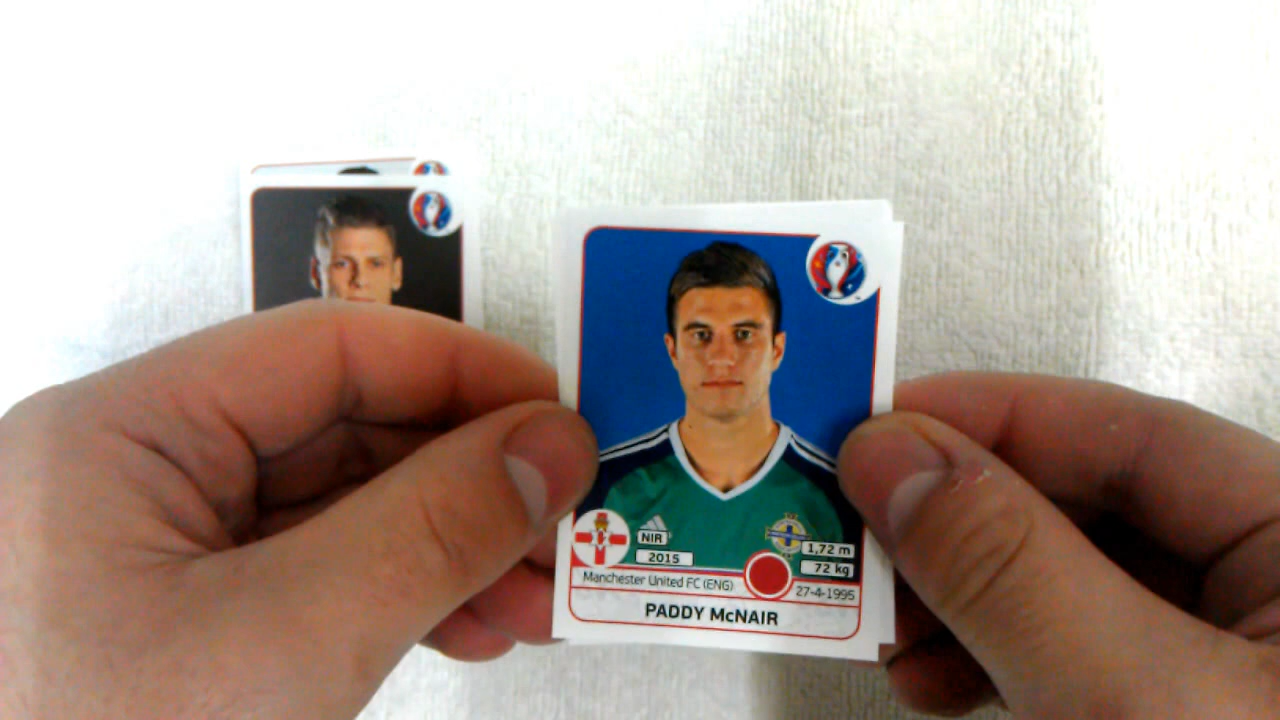 NIR
2015
1,72 m
72 kg
Manchester United FC (ENG)
27-4-1995
PADDY McNAIR